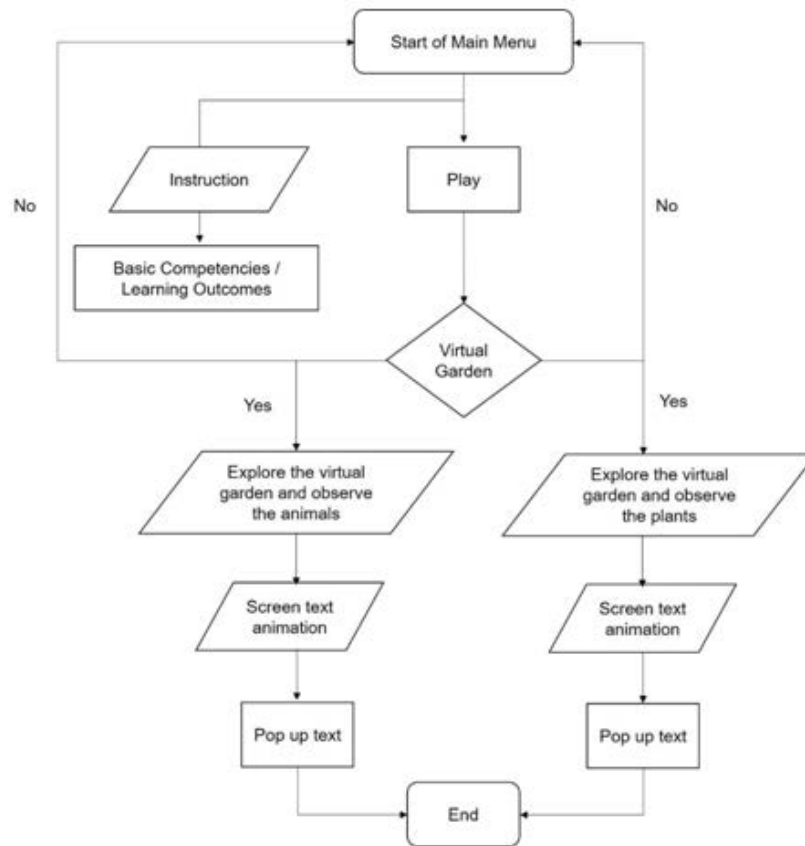 Start of Main Menu
Instruction
Play
No
No
Basic Competencies /
Learning Outcomes
Virtual
Garden
Yes
Yes
Explore the virtual
garden and observe
the animals
Explore the virtual
garden and observe
the plants
Screen text
animation
Screen text
animation
Pop up text
Pop up text
End